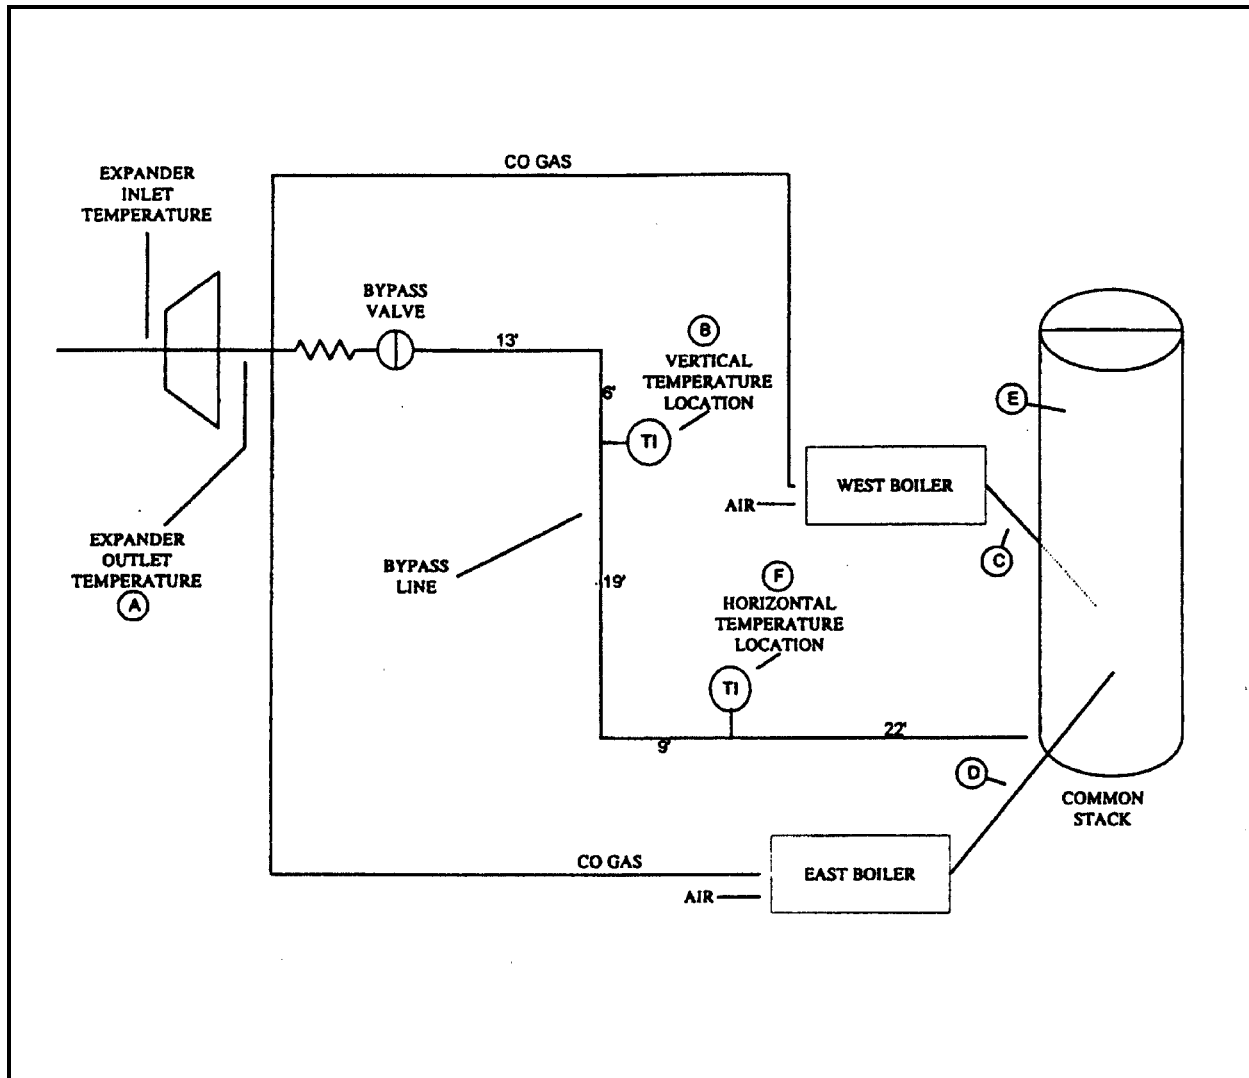 CO GAS
EXPANDER
INLET
TEMPERATURE
BYPASS
VALVE
13'
B
VERTICAL
TEMPERATURE
LOCATION
6'
TI
E
WEST BOILER
AIR
EXPANDER
OUTLET
TEMPERATURE
A
BYPASS
LINE
19'
C
F
HORIZONTAL
TEMPERATURE
LOCATION
TI
9'
22'
D
COMMON
STACK
CO GAS
EAST BOILER
AIR